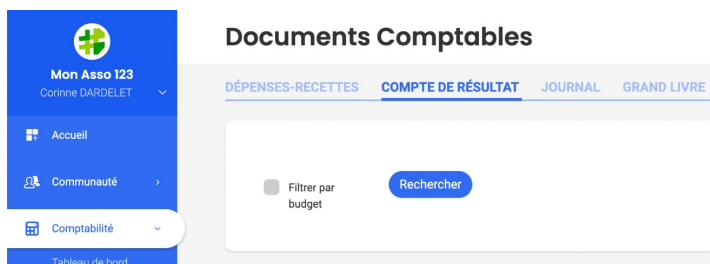 Documents Comptables
Mon Asso 123
Corinne DARDELET
DÉPENSES-RECETTES COMPTE DE RÉSULTAT JOURNAL GRAND LIVRE
Accueil
Communauté
Filtrer par
budget
Rechercher
Comptabilité
Tableau de bord